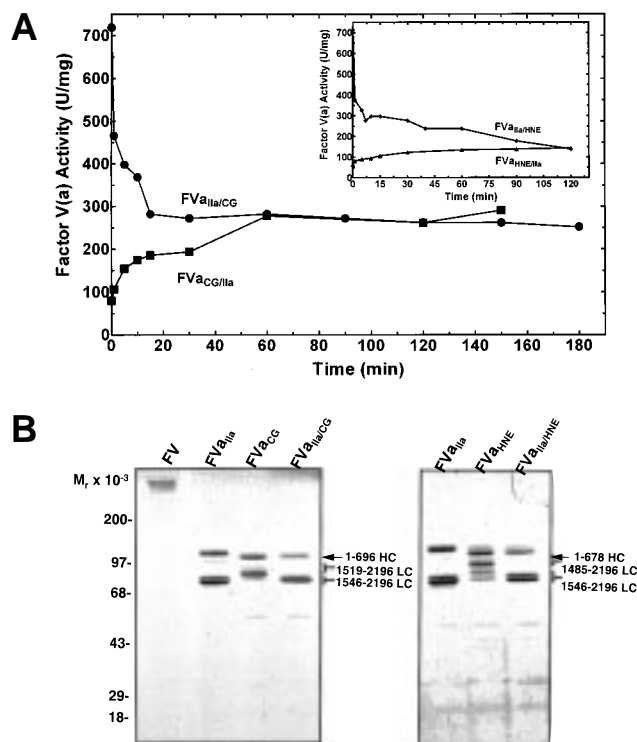 A
Factor V(a) Activity (U/mg)
700
600
500
400
300
200
100
0
0 20 40 60 80 100 120 140 160 180
Time (min)
FVaIIa/CG
FVaCG/IIa
Factor V(a) Activity (U/mg)
700
600
500
400
300
200
100
0
0 15 30 45 60 75 90 105 120
Time (min)
FVaIIa/HNE
FVaHNE/IIa
B
FV FVaIIa FVaCG FVaIIa/CG
FVaIIa FVaHNE FVaIIa/HNE
Mr x 10-3
200-
97-
68-
43-
29-
18-
1-696 HC
1519-2196 LC
1546-2196 LC
1-678 HC
1485-2196 LC
1546-2196 LC